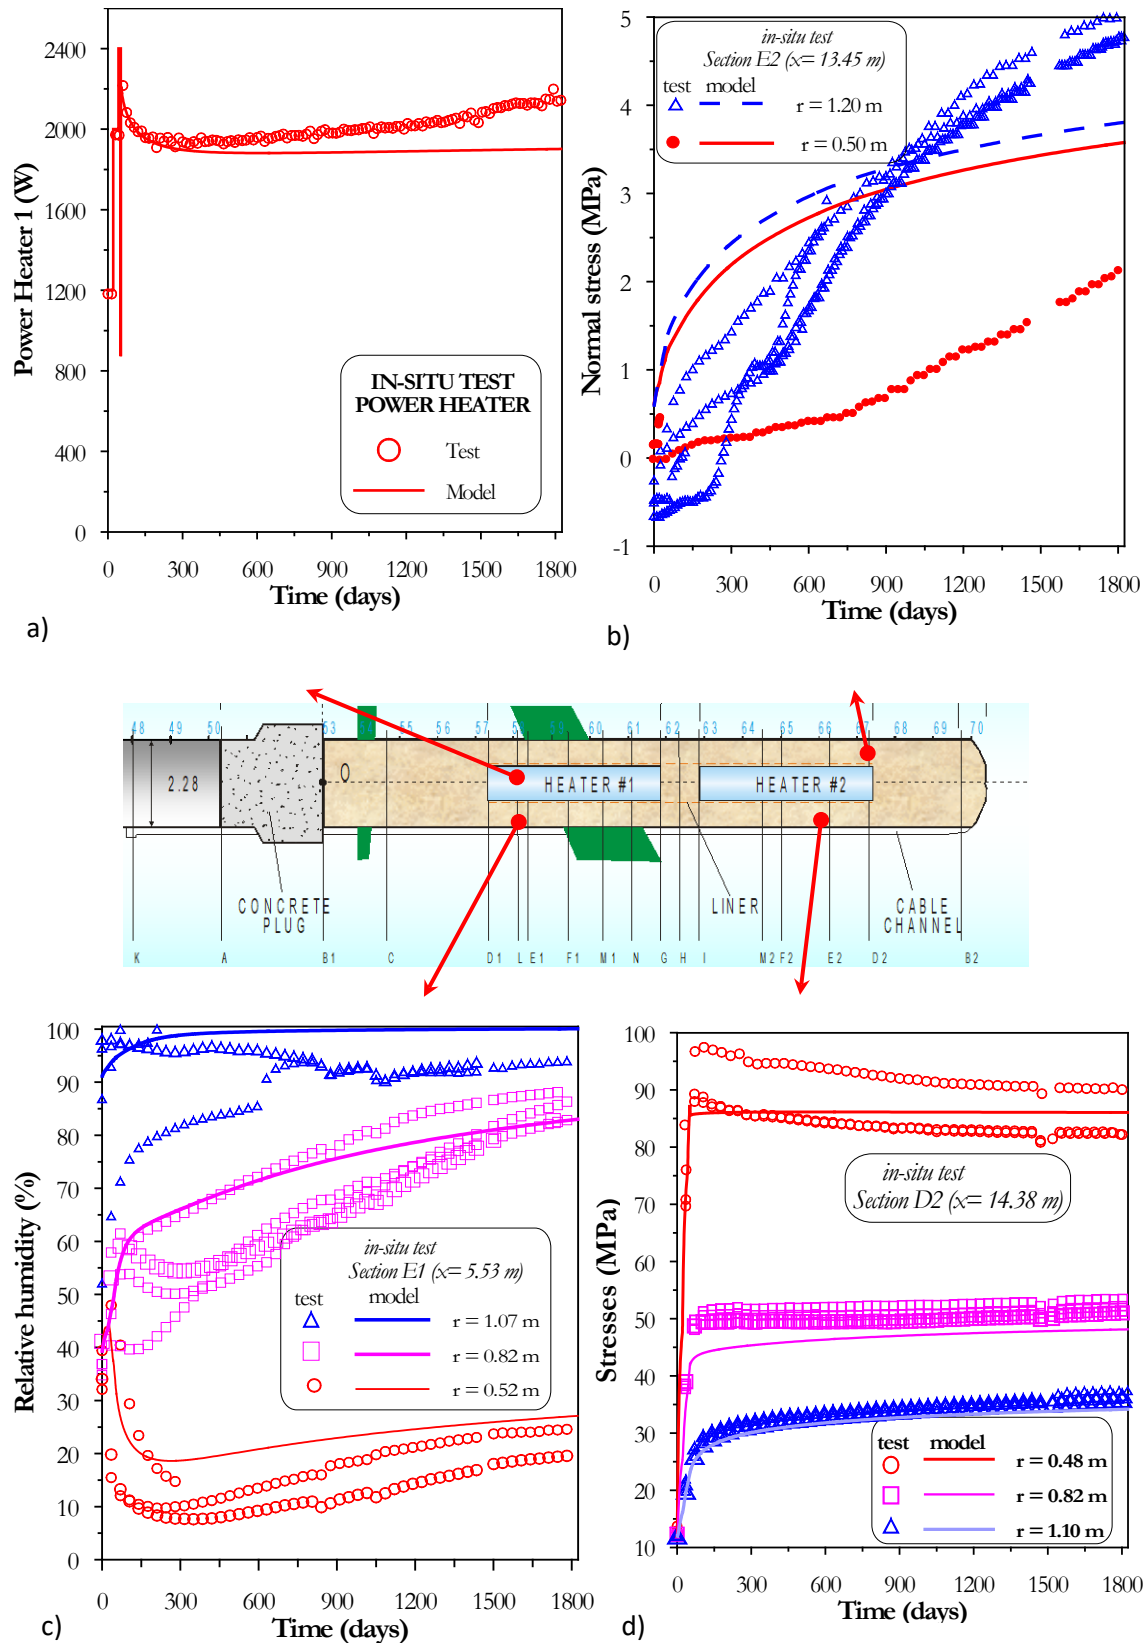 2400
2000
1600
1200
800
400
0
Power Heater 1 (W)
IN-SITU TEST
POWER HEATER
Test
Model
0 300 600 900 1200 1500 1800
Time (days)
a)
5
4
3
2
1
0
-1
Normal stress (MPa)
in-situ test
Section E2 (x= 13.45 m)
test model
r = 1.20 m
r = 0.50 m
0 300 600 900 1200 1500 1800
Time (days)
b)
48 49 50 53 54 55 56 57 58 59 60 61 62 63 64 65 66 67 68 69 70
2.28
O
HEATER #1
HEATER #2
CONCRETE
PLUG
LINER
CABLE
CHANNEL
K A B1 C D1 L E1 F1 M1 N G H I M2 F2 E2 D2 B2
100
90
80
70
60
50
40
30
20
10
0
Relative humidity (%)
in-situ test
Section E1 (x= 5.53 m)
test model
r = 1.07 m
r = 0.82 m
r = 0.52 m
0 300 600 900 1200 1500 1800
Time (days)
c)
100
90
80
70
60
50
40
30
20
10
Stresses (MPa)
in-situ test
Section D2 (x= 14.38 m)
test model
r = 0.48 m
r = 0.82 m
r = 1.10 m
0 300 600 900 1200 1500 1800
Time (days)
d)